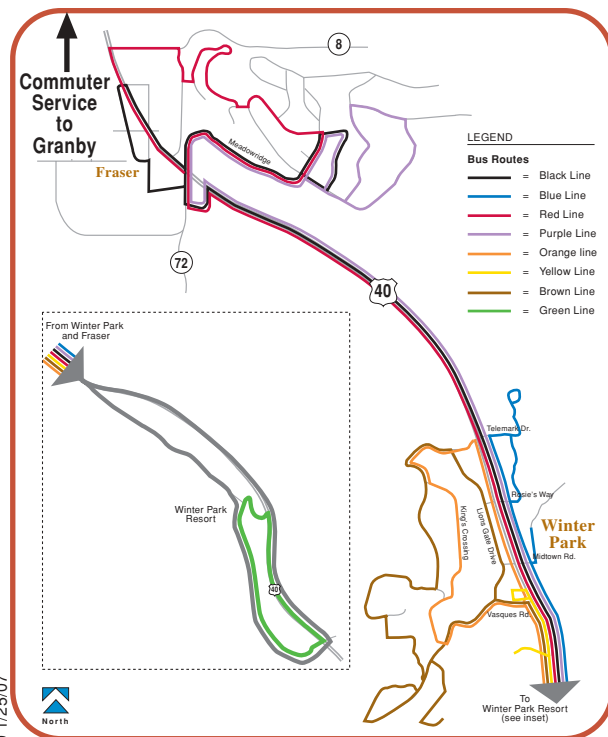 8
Commuter
Service
to
Granby
Meadowridge
Fraser
LEGEND
Bus Routes
= Black Line
= Blue Line
= Red Line
= Purple Line
= Orange line
= Yellow Line
= Brown Line
= Green Line
72
40
From Winter Park
and Fraser
Telemark Dr.
Rosie's Way
Winter Park
Resort
King's Crossing
Lions Gate Drive
Winter
Park
Midtown Rd.
40
Vasques Rd.
To
Winter Park Resort
(see inset)
North